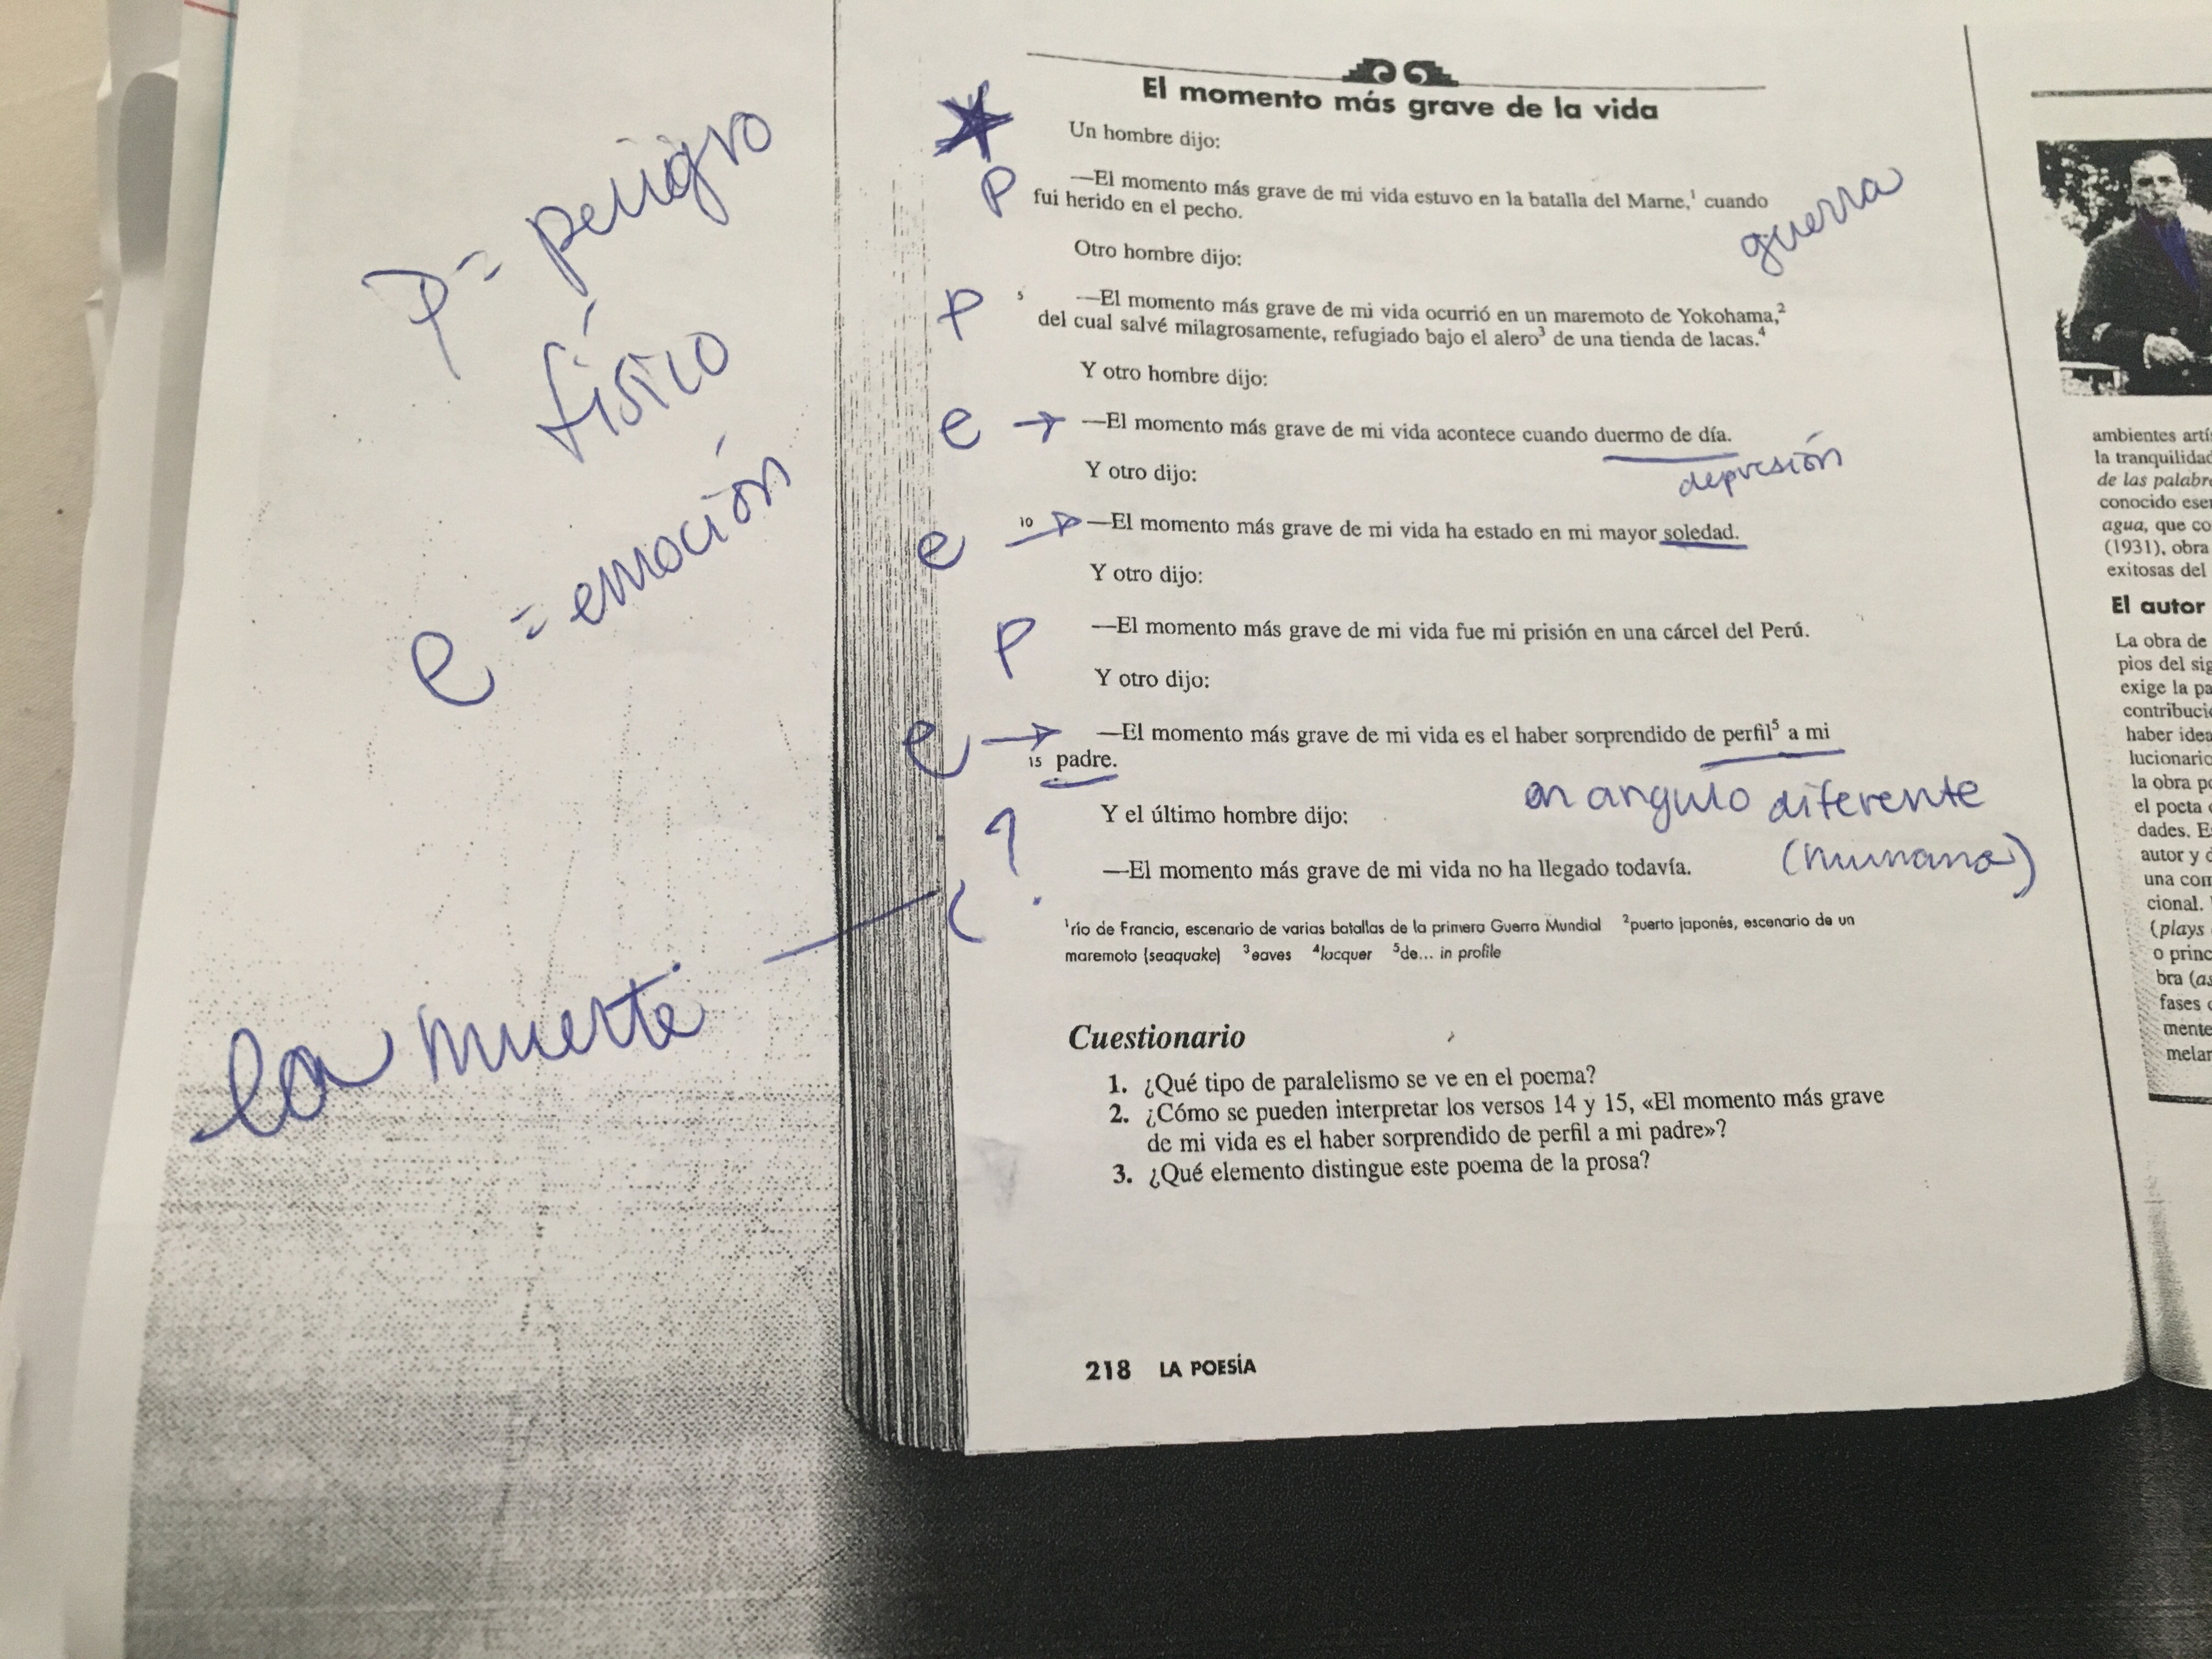 El momento más grave de la vida
Un hombre dijo:
P —El momento más grave de mi vida estuvo en la batalla del Marne,¹ cuando
fui herido en el pecho.
guerra
Otro hombre dijo:
P 5 —El momento más grave de mi vida ocurrió en un maremoto de Yokohama,²
del cual salvé milagrosamente, refugiado bajo el alero³ de una tienda de lacas.⁴
Y otro hombre dijo:
e → —El momento más grave de mi vida acontece cuando duermo de día.
depresión
Y otro dijo:
e → 10 —El momento más grave de mi vida ha estado en mi mayor soledad.
Y otro dijo:
P —El momento más grave de mi vida fue mi prisión en una cárcel del Perú.
Y otro dijo:
e → —El momento más grave de mi vida es el haber sorprendido de perfil⁵ a mi
15 padre.
en angulo diferente
Y el último hombre dijo:
—El momento más grave de mi vida no ha llegado todavía.
(humana)
¹río de Francia, escenario de varias batallas de la primera Guerra Mundial ²puerto japonés, escenario de un
maremoto (seaquake) ³eaves ⁴lacquer ⁵de... in profile
Cuestionario
1. ¿Qué tipo de paralelismo se ve en el poema?
2. ¿Cómo se pueden interpretar los versos 14 y 15, «El momento más grave
de mi vida es el haber sorprendido de perfil a mi padre»?
3. ¿Qué elemento distingue este poema de la prosa?
218 LA POESÍA
P = peligro
físico
e = emoción
la muerte
ambientes artí
la tranquilidad
de las palabra
conocido esen
agua, que co
(1931), obra
exitosas del
El autor
La obra de
pios del sig
exige la pa
contribució
haber idea
lucionario
la obra po
el poeta
dades. E
autor y d
una com
cional.
(plays
o princ
bra (as
fases
mente
melar